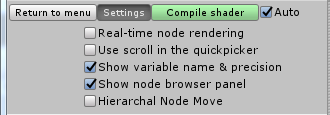 Return to menu Settings Compile shader Auto
Real-time node rendering
Use scroll in the quickpicker
Show variable name & precision
Show node browser panel
Hierarchal Node Move